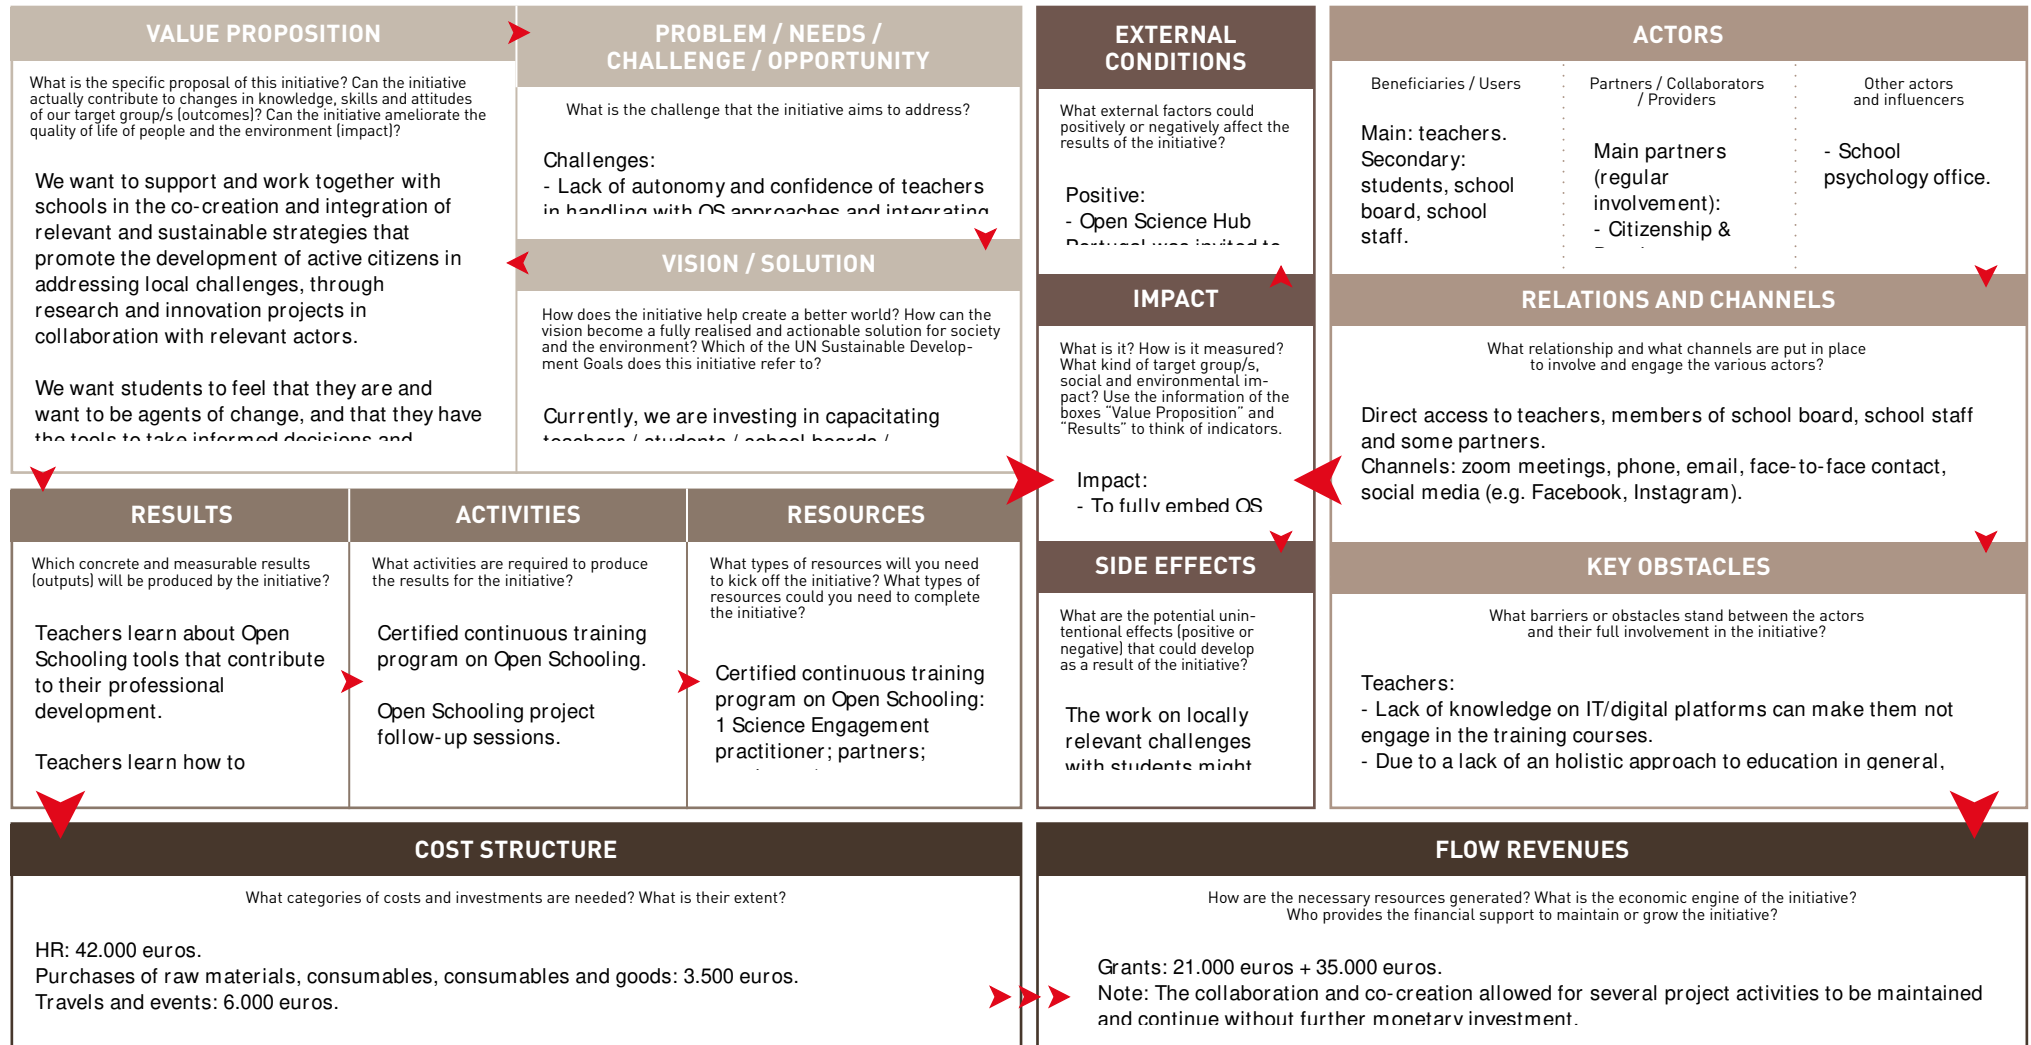 VALUE PROPOSITION
What is the specific proposal of this initiative? Can the initiative
actually contribute to changes in knowledge, skills and attitudes
of our target group/s (outcomes)? Can the initiative ameliorate the
quality of life of people and the environment (impact)?
We want to support and work together with
schools in the co-creation and integration of
relevant and sustainable strategies that
promote the development of active citizens in
addressing local challenges, through
research and innovation projects in
collaboration with relevant actors.
We want students to feel that they are and
want to be agents of change, and that they have
the tools to take informed decisions and
PROBLEM / NEEDS /
CHALLENGE / OPPORTUNITY
What is the challenge that the initiative aims to address?
Challenges:
- Lack of autonomy and confidence of teachers
in handling with OS approaches and integrating
VISION / SOLUTION
How does the initiative help create a better world? How can the
vision become a fully realised and actionable solution for society
and the environment? Which of the UN Sustainable Develop-
ment Goals does this initiative refer to?
Currently, we are investing in capacitating
teachers / students / school boards /
EXTERNAL
CONDITIONS
What external factors could
positively or negatively affect the
results of the initiative?
Positive:
- Open Science Hub
Portugal was invited to
IMPACT
What is it? How is it measured?
What kind of target group/s,
social and environmental im-
pact? Use the information of the
boxes “Value Proposition” and
“Results” to think of indicators.
Impact:
- To fully embed OS
SIDE EFFECTS
What are the potential unin-
tentional effects (positive or
negative) that could develop
as a result of the initiative?
The work on locally
relevant challenges
with students might
ACTORS
Beneficiaries / Users
Main: teachers.
Secondary:
students, school
board, school
staff.
Partners / Collaborators
/ Providers
Main partners
(regular
involvement):
- Citizenship &
Other actors
and influencers
- School
psychology office.
RELATIONS AND CHANNELS
What relationship and what channels are put in place
to involve and engage the various actors?
Direct access to teachers, members of school board, school staff
and some partners.
Channels: zoom meetings, phone, email, face-to-face contact,
social media (e.g. Facebook, Instagram).
KEY OBSTACLES
What barriers or obstacles stand between the actors
and their full involvement in the initiative?
Teachers:
- Lack of knowledge on IT/digital platforms can make them not
engage in the training courses.
- Due to a lack of an holistic approach to education in general,
RESULTS
Which concrete and measurable results
(outputs) will be produced by the initiative?
Teachers learn about Open
Schooling tools that contribute
to their professional
development.
Teachers learn how to
ACTIVITIES
What activities are required to produce
the results for the initiative?
Certified continuous training
program on Open Schooling.
Open Schooling project
follow-up sessions.
RESOURCES
What types of resources will you need
to kick off the initiative? What types of
resources could you need to complete
the initiative?
Certified continuous training
program on Open Schooling:
1 Science Engagement
practitioner; partners;
COST STRUCTURE
What categories of costs and investments are needed? What is their extent?
HR: 42.000 euros.
Purchases of raw materials, consumables, consumables and goods: 3.500 euros.
Travels and events: 6.000 euros.
FLOW REVENUES
How are the necessary resources generated? What is the economic engine of the initiative?
Who provides the financial support to maintain or grow the initiative?
Grants: 21.000 euros + 35.000 euros.
Note: The collaboration and co-creation allowed for several project activities to be maintained
and continue without further monetary investment.